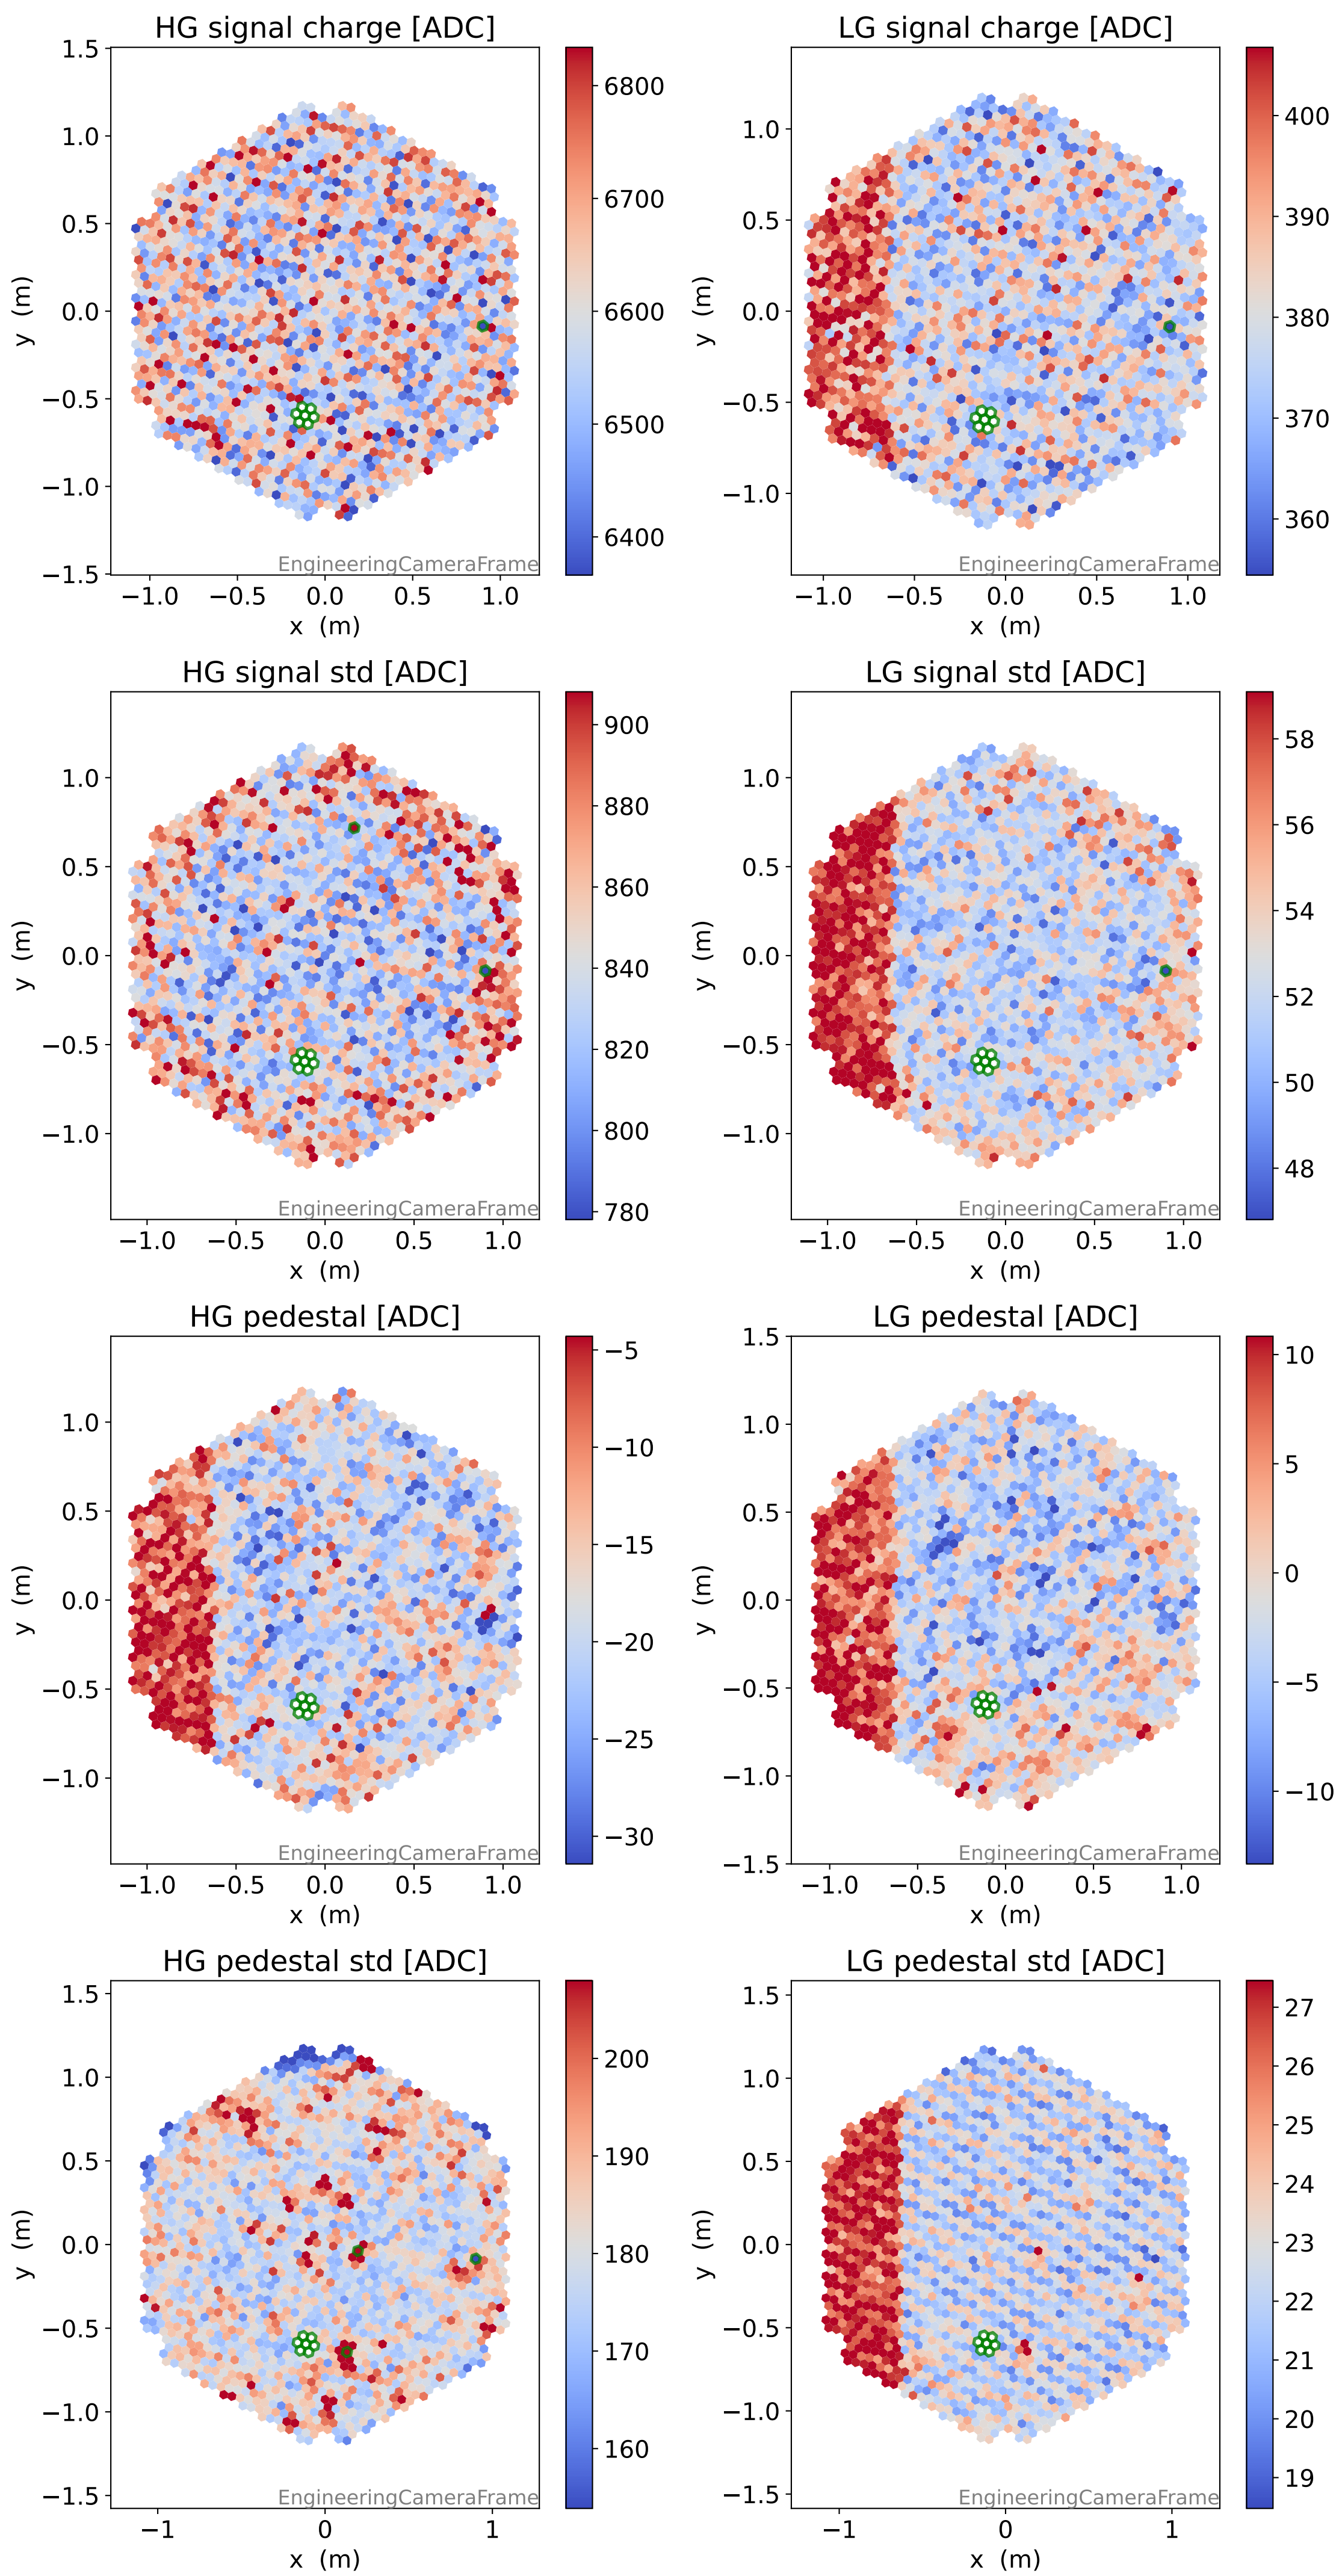 HG signal charge [ADC]
LG signal charge [ADC]
1.5
1.0
0.5
0.0
−0.5
−1.0
−1.5
y (m)
−1.0 −0.5 0.0 0.5 1.0
x (m)
EngineeringCameraFrame
6800
6700
6600
6500
6400
1.0
0.5
0.0
−0.5
−1.0
y (m)
−1.0 −0.5 0.0 0.5 1.0
x (m)
EngineeringCameraFrame
400
390
380
370
360
HG signal std [ADC]
LG signal std [ADC]
1.0
0.5
0.0
−0.5
−1.0
y (m)
−1.0 −0.5 0.0 0.5 1.0
x (m)
EngineeringCameraFrame
900
880
860
840
820
800
780
1.0
0.5
0.0
−0.5
−1.0
y (m)
−1.0 −0.5 0.0 0.5 1.0
x (m)
EngineeringCameraFrame
58
56
54
52
50
48
HG pedestal [ADC]
LG pedestal [ADC]
1.0
0.5
0.0
−0.5
−1.0
y (m)
−1.0 −0.5 0.0 0.5 1.0
x (m)
EngineeringCameraFrame
−5
−10
−15
−20
−25
−30
1.5
1.0
0.5
0.0
−0.5
−1.0
−1.5
y (m)
−1.0 −0.5 0.0 0.5 1.0
x (m)
EngineeringCameraFrame
10
5
0
−5
−10
HG pedestal std [ADC]
LG pedestal std [ADC]
1.5
1.0
0.5
0.0
−0.5
−1.0
−1.5
y (m)
−1 0 1
x (m)
EngineeringCameraFrame
200
190
180
170
160
1.5
1.0
0.5
0.0
−0.5
−1.0
−1.5
y (m)
−1 0 1
x (m)
EngineeringCameraFrame
27
26
25
24
23
22
21
20
19